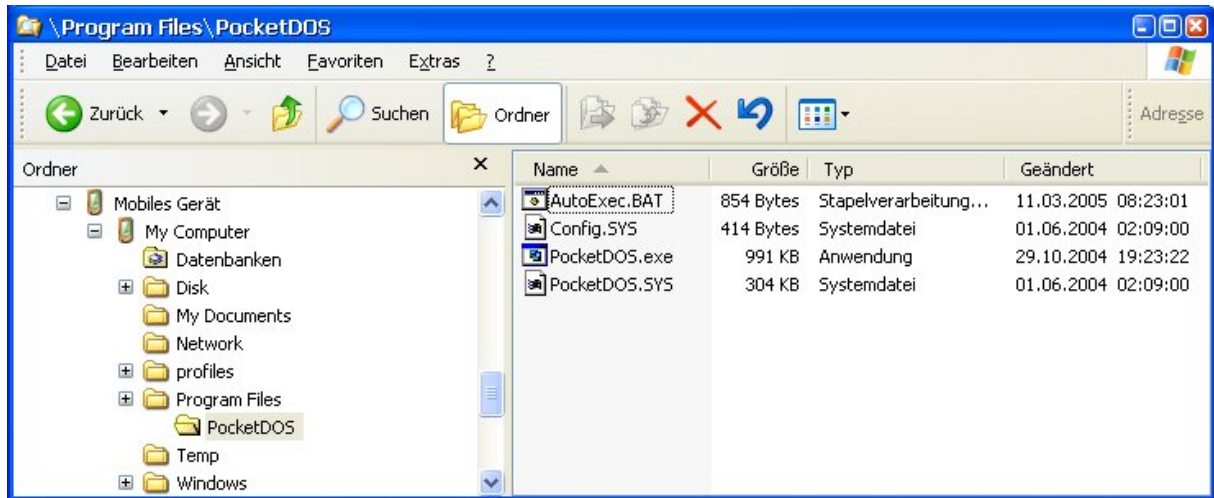 \Program Files\PocketDOS
Datei Bearbeiten Ansicht Favoriten Extras ?
Zurück Suchen Ordner Adresse
Ordner
Mobiles Gerät
My Computer
Datenbanken
Disk
My Documents
Network
profiles
Program Files
PocketDOS
Temp
Windows
Name Größe Typ Geändert
AutoExec.BAT 854 Bytes Stapelverarbeitung... 11.03.2005 08:23:01
Config.SYS 414 Bytes Systemdatei 01.06.2004 02:09:00
PocketDOS.exe 991 KB Anwendung 29.10.2004 19:23:22
PocketDOS.SYS 304 KB Systemdatei 01.06.2004 02:09:00